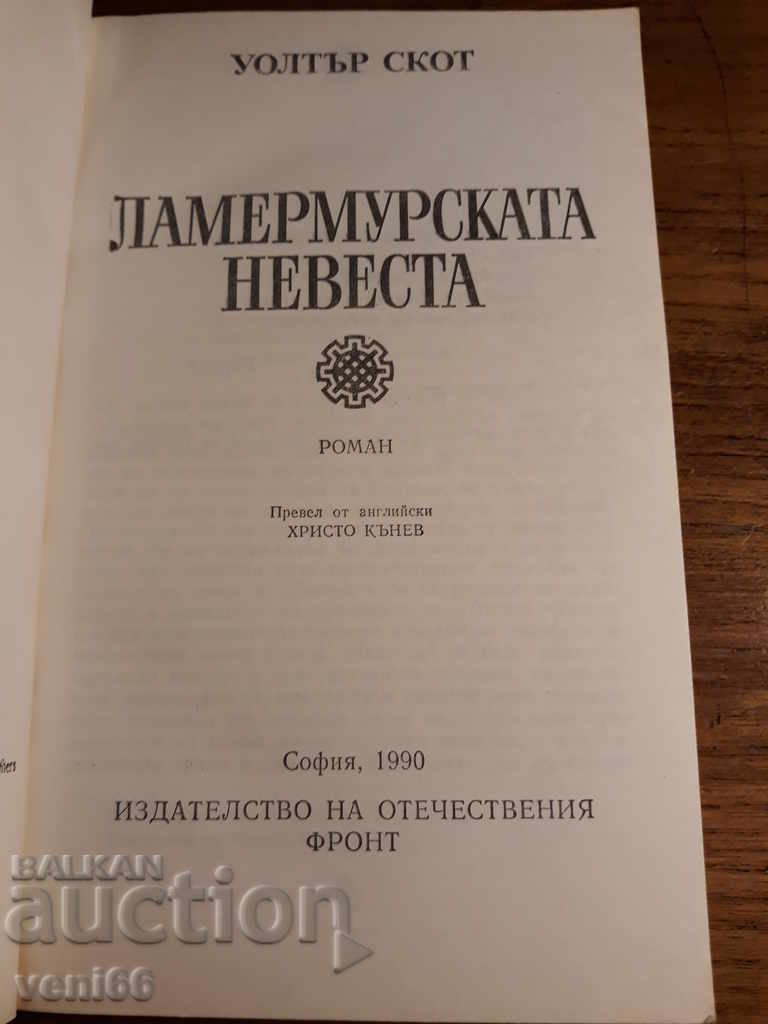 УОЛТЪР СКОТ
ЛАМЕРМУРСКАТА
НЕВЕСТА
РОМАН
Превел от английски
ХРИСТО КЪНЕВ
София, 1990
ИЗДАТЕЛСТВО НА ОТЕЧЕСТВЕНИЯ
ФРОНТ
BALKAN
auction
veni66